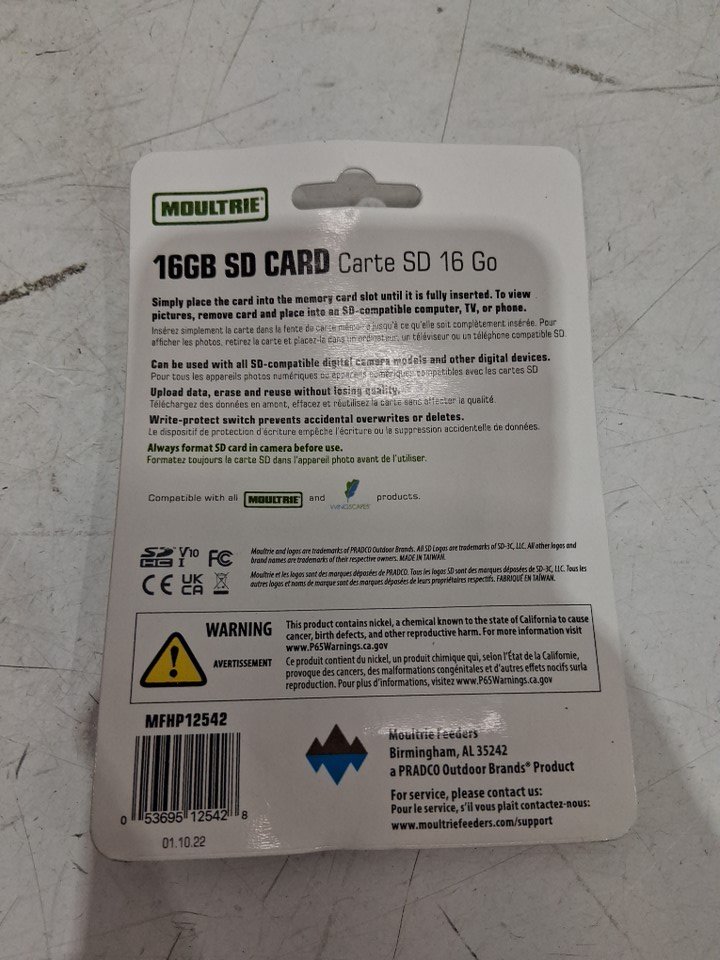 MOULTRIE
16GB SD CARD Carte SD 16 Go
Simply place the card into the memory card slot until it is fully inserted. To view
pictures, remove card and place into an SD-compatible computer, TV, or phone.
Insérez simplement la carte dans la fente de carte mémoire jusqu'à ce qu'elle soit complètement insérée. Pour
afficher les photos, retirez la carte et placez-la dans un ordinateur, un téléviseur ou un téléphone compatible SD.
Can be used with all SD-compatible digital camera models and other digital devices.
Pour tous les appareils photos numériques ou appareils numériques compatibles avec les cartes SD
Upload data, erase and reuse without losing quality.
Téléchargez des données en amont, effacez et réutilisez la carte sans affecter la qualité.
Write-protect switch prevents accidental overwrites or deletes.
Le dispositif de protection d'écriture empêche l'écriture ou la suppression accidentelle de données.
Always format SD card in camera before use.
Formatez toujours la carte SD dans l'appareil photo avant de l'utiliser.
Compatible with all MOULTRIE and WINGSCAPES products.
SD HC I V10 FC
CE UK CA
Moultrie and logos are trademarks of PRADCO Outdoor Brands. All SD Logos are trademarks of SD-3C, LLC. All other logos and
brand names are trademarks of their respective owners. MADE IN TAIWAN.
Moultrie et les logos sont des marques déposées de PRADCO. Tous les logos SD sont des marques déposées de SD-3C, LLC. Tous les
autres logos et noms de marque sont des marques déposées de leurs propriétaires respectifs. FABRIQUÉ EN TAÏWAN.
WARNING
AVERTISSEMENT
This product contains nickel, a chemical known to the state of California to cause
cancer, birth defects, and other reproductive harm. For more information visit
www.P65Warnings.ca.gov
Ce produit contient du nickel, un produit chimique qui, selon l'État de la Californie,
provoque des cancers, des malformations congénitales et d'autres effets nocifs surla
reproduction. Pour plus d'informations, visitez www.P65Warnings.ca.gov
MFHP12542
0 53695 12542 8
01.10.22
Moultrie Feeders
Birmingham, AL 35242
a PRADCO Outdoor Brands® Product
For service, please contact us:
Pour le service, s'il vous plait contactez-nous:
www.moultriefeeders.com/support